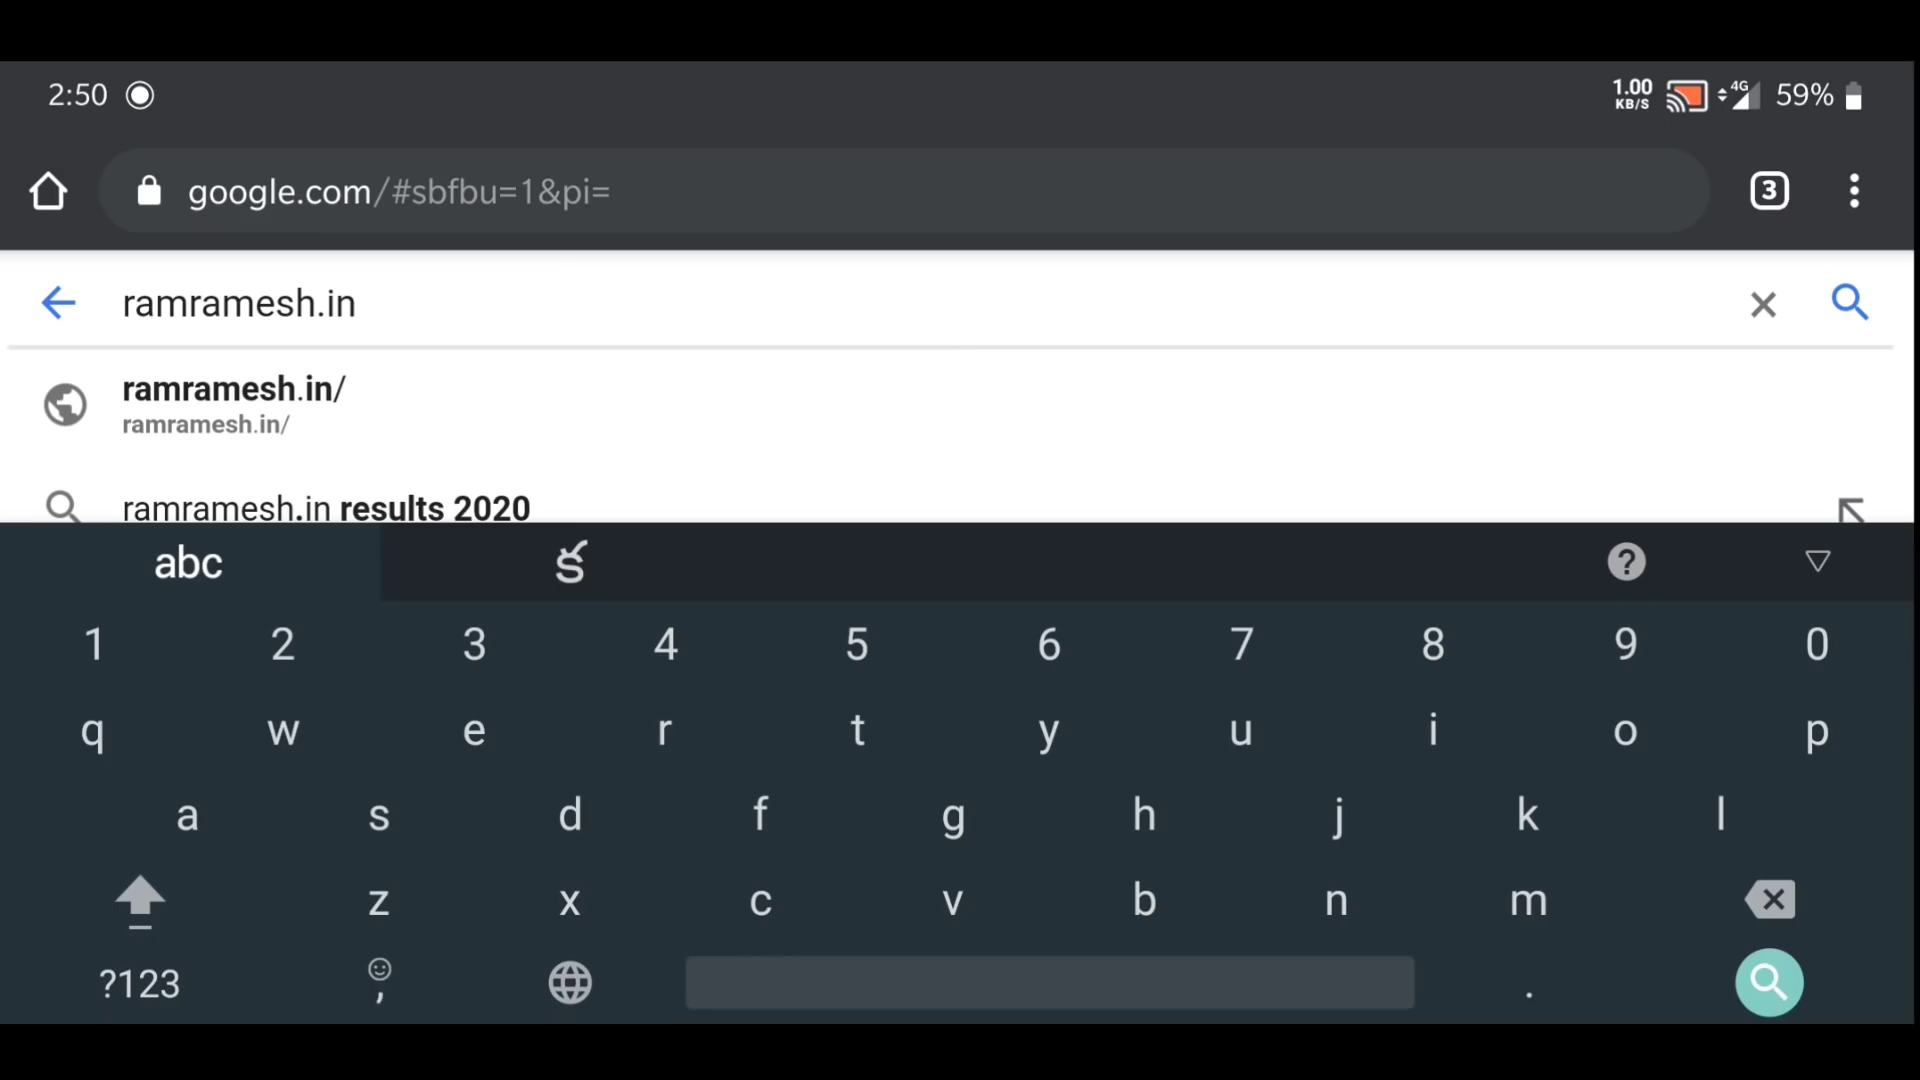 2:50
1.00 KB/S 4G 59%
google.com/#sbfbu=1&pi=
3
ramramesh.in
ramramesh.in/
ramramesh.in/
ramramesh.in results 2020
abc క ?
1 2 3 4 5 6 7 8 9 0
q w e r t y u i o p
a s d f g h j k l
z x c v b n m
?123 , .